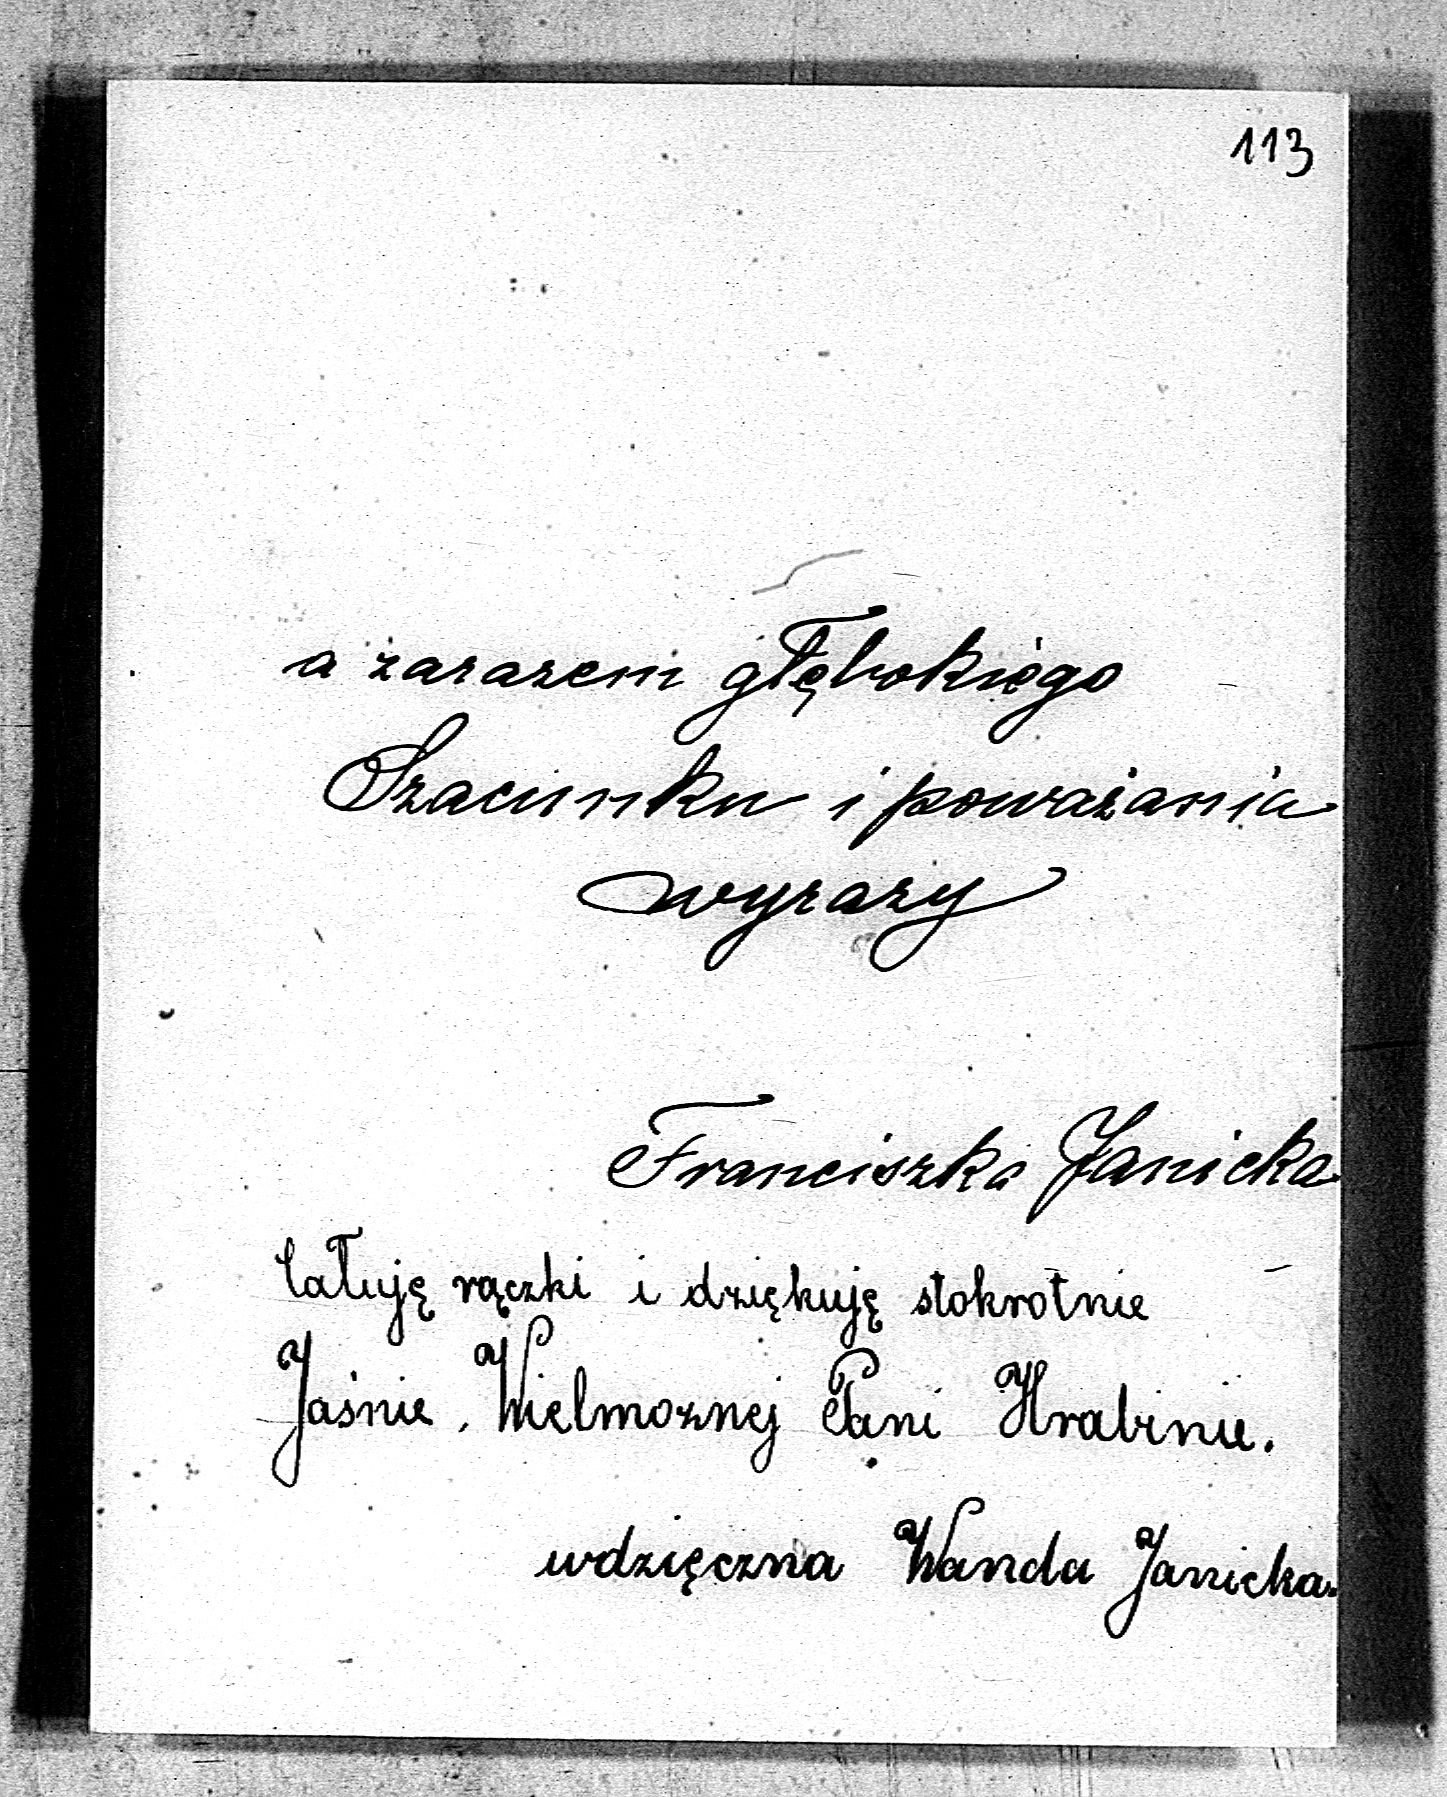 113
a zarazem głębokiego
Szacunku i poważania
wyrazy
Franciszka Janicka
Całuję rączki i dziękuję stokrotnie
Jaśnie Wielmożnej Pani Hrabinie.
wdzięczna Wanda Janicka.